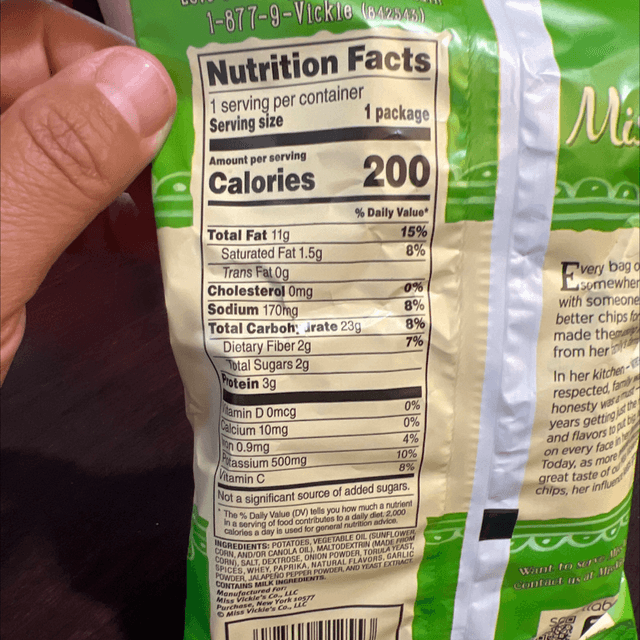 1-877-9-Vickie (842543)
Nutrition Facts
1 serving per container
Serving size 1 package
Amount per serving
Calories 200
% Daily Value*
Total Fat 11g 15%
Saturated Fat 1.5g 8%
Trans Fat 0g
Cholesterol 0mg 0%
Sodium 170mg 8%
Total Carboh drate 23g 8%
Dietary Fiber 2g 7%
Total Sugars 2g
Protein 3g
Vitamin D 0mcg 0%
Calcium 10mg 0%
Iron 0.9mg 4%
Potassium 500mg 10%
Vitamin C 8%
Not a significant source of added sugars.
* The % Daily Value (DV) tells you how much a nutrient
in a serving of food contributes to a daily diet. 2,000
calories a day is used for general nutrition advice.
INGREDIENTS: POTATOES, VEGETABLE OIL (SUNFLOWER,
CORN, AND/OR CANOLA OIL), MALTODEXTRIN (MADE FROM
CORN), SALT, DEXTROSE, ONION POWDER, TORULA YEAST,
SPICES, WHEY, PAPRIKA, NATURAL FLAVORS, GARLIC
POWDER, JALAPEÑO PEPPER POWDER, AND YEAST EXTRACT
CONTAINS MILK INGREDIENTS.
Manufactured For:
Miss Vickie's Co., LLC
Purchase, New York 10577
© Miss Vickie's Co., LLC
Mi
Every bag o
somewher
with someone
better chips for
made them
from her
In her kitchen
respected, family
honesty was a must
years getting just the
and flavors to put big
on every face in
Today, as more
great taste of our
chips, her influen
Want to
contact us at